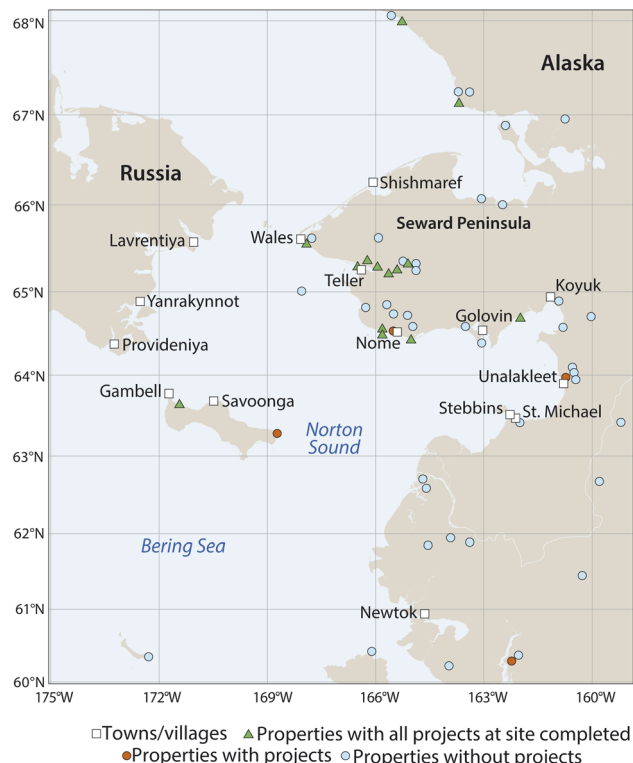 68°N
Alaska
67°N
Russia
Shishmaref
66°N
Seward Peninsula
Wales
Lavrentiya
Teller
Koyuk
65°N
Yanrakynnot
Golovin
Nome
Provideniya
64°N
Unalakleet
Gambell
Savoonga
Stebbins
St. Michael
Norton
Sound
63°N
62°N
Bering Sea
61°N
Newtok
60°N
175°W 172°W 169°W 166°W 163°W 160°W
Towns/villages Properties with all projects at site completed
Properties with projects Properties without projects